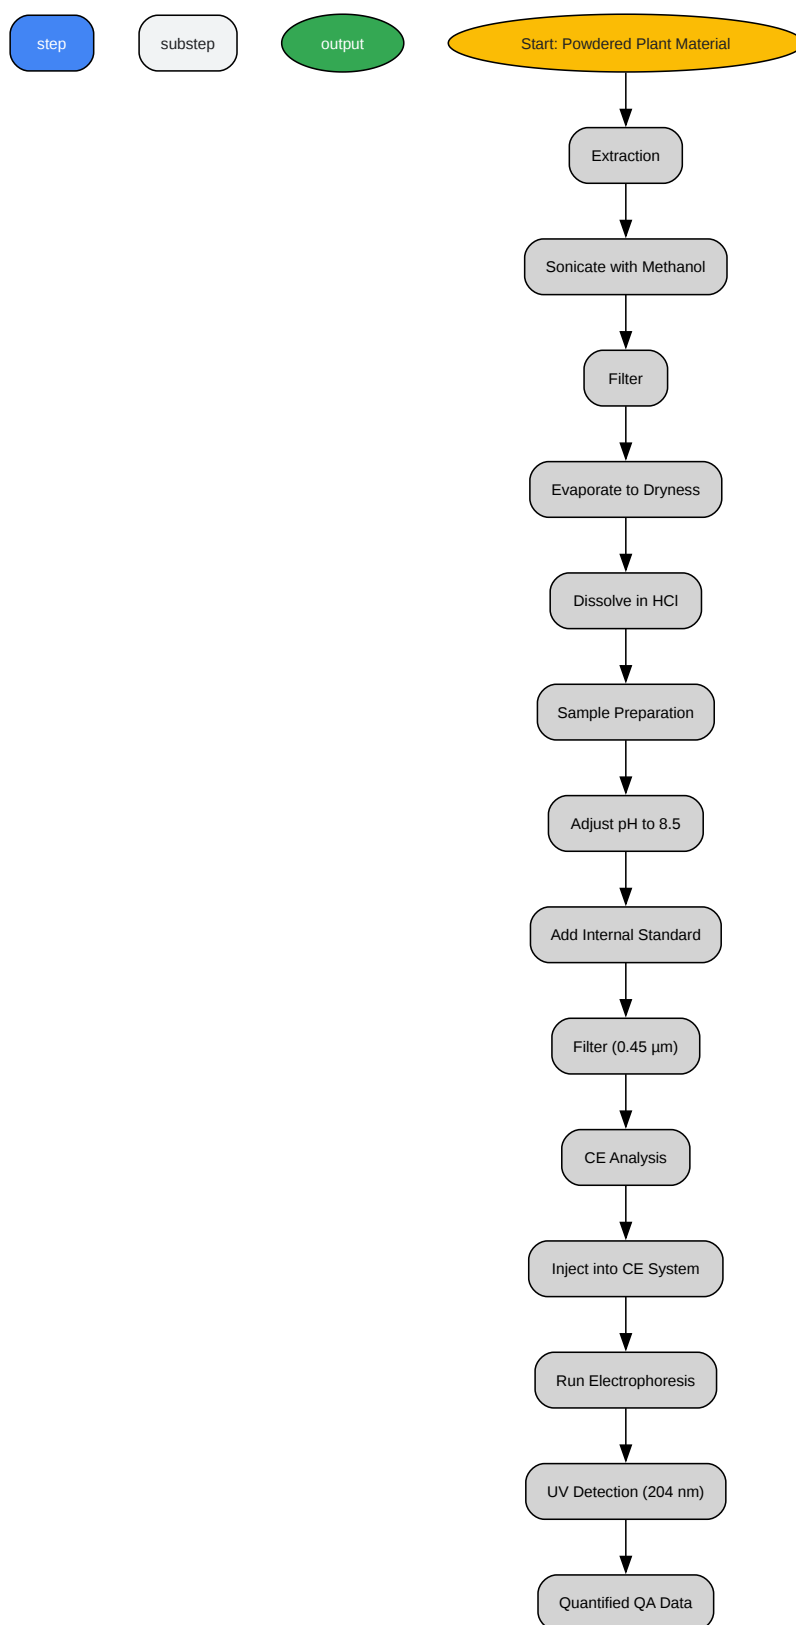 step
substep
output
Start: Powdered Plant Material
Extraction
Sonicate with Methanol
Filter
Evaporate to Dryness
Dissolve in HCl
Sample Preparation
Adjust pH to 8.5
Add Internal Standard
Filter (0.45 µm)
CE Analysis
Inject into CE System
Run Electrophoresis
UV Detection (204 nm)
Quantified QA Data